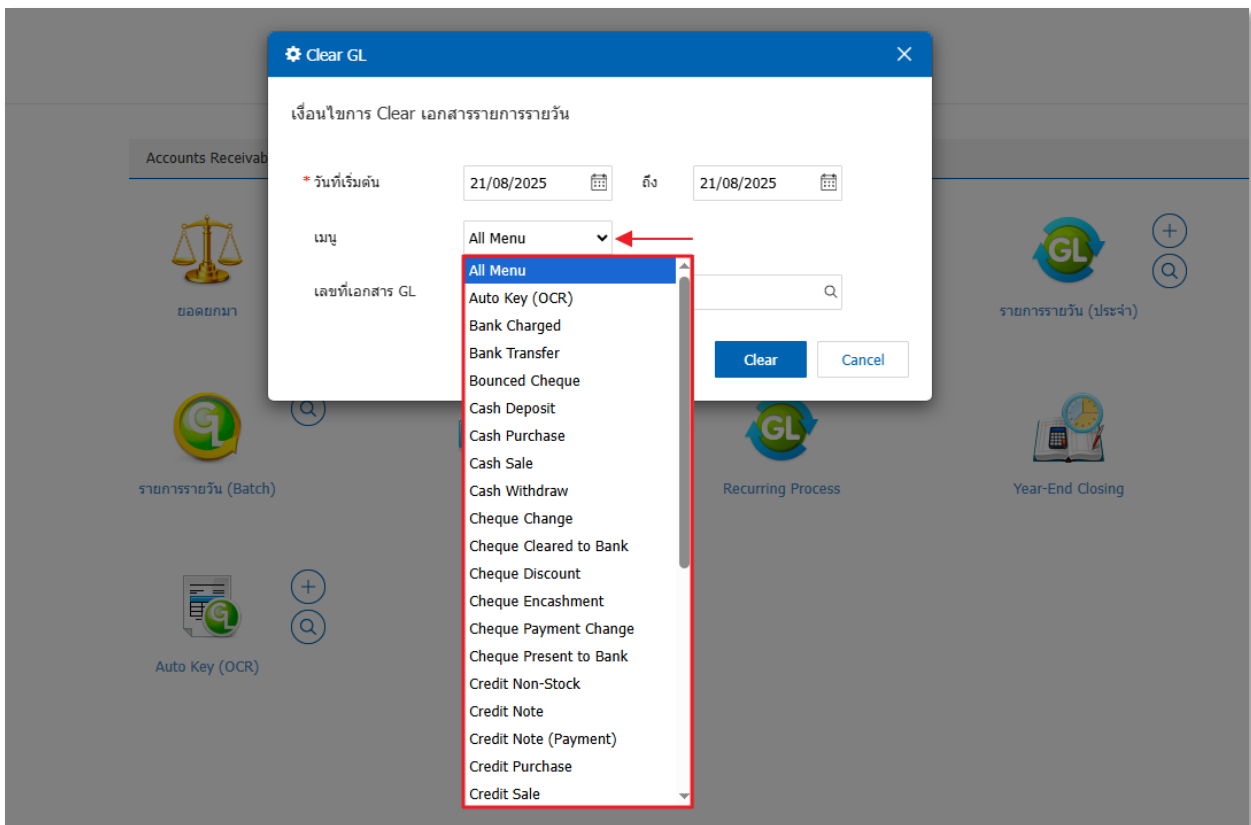 Clear GL
เงื่อนไขการ Clear เอกสารรายการรายวัน
Accounts Receivab
* วันที่เริ่มต้น 21/08/2025 ถึง 21/08/2025
เมนู All Menu
All Menu
Auto Key (OCR)
Bank Charged
Bank Transfer
Bounced Cheque
Cash Deposit
Cash Purchase
Cash Sale
Cash Withdraw
Cheque Change
Cheque Cleared to Bank
Cheque Discount
Cheque Encashment
Cheque Payment Change
Cheque Present to Bank
Credit Non-Stock
Credit Note
Credit Note (Payment)
Credit Purchase
Credit Sale
เลขที่เอกสาร GL
Clear Cancel
ยอดยกมา
GL
รายการรายวัน (ประจำ)
G
รายการรายวัน (Batch)
GL
Recurring Process
Year-End Closing
G
Auto Key (OCR)